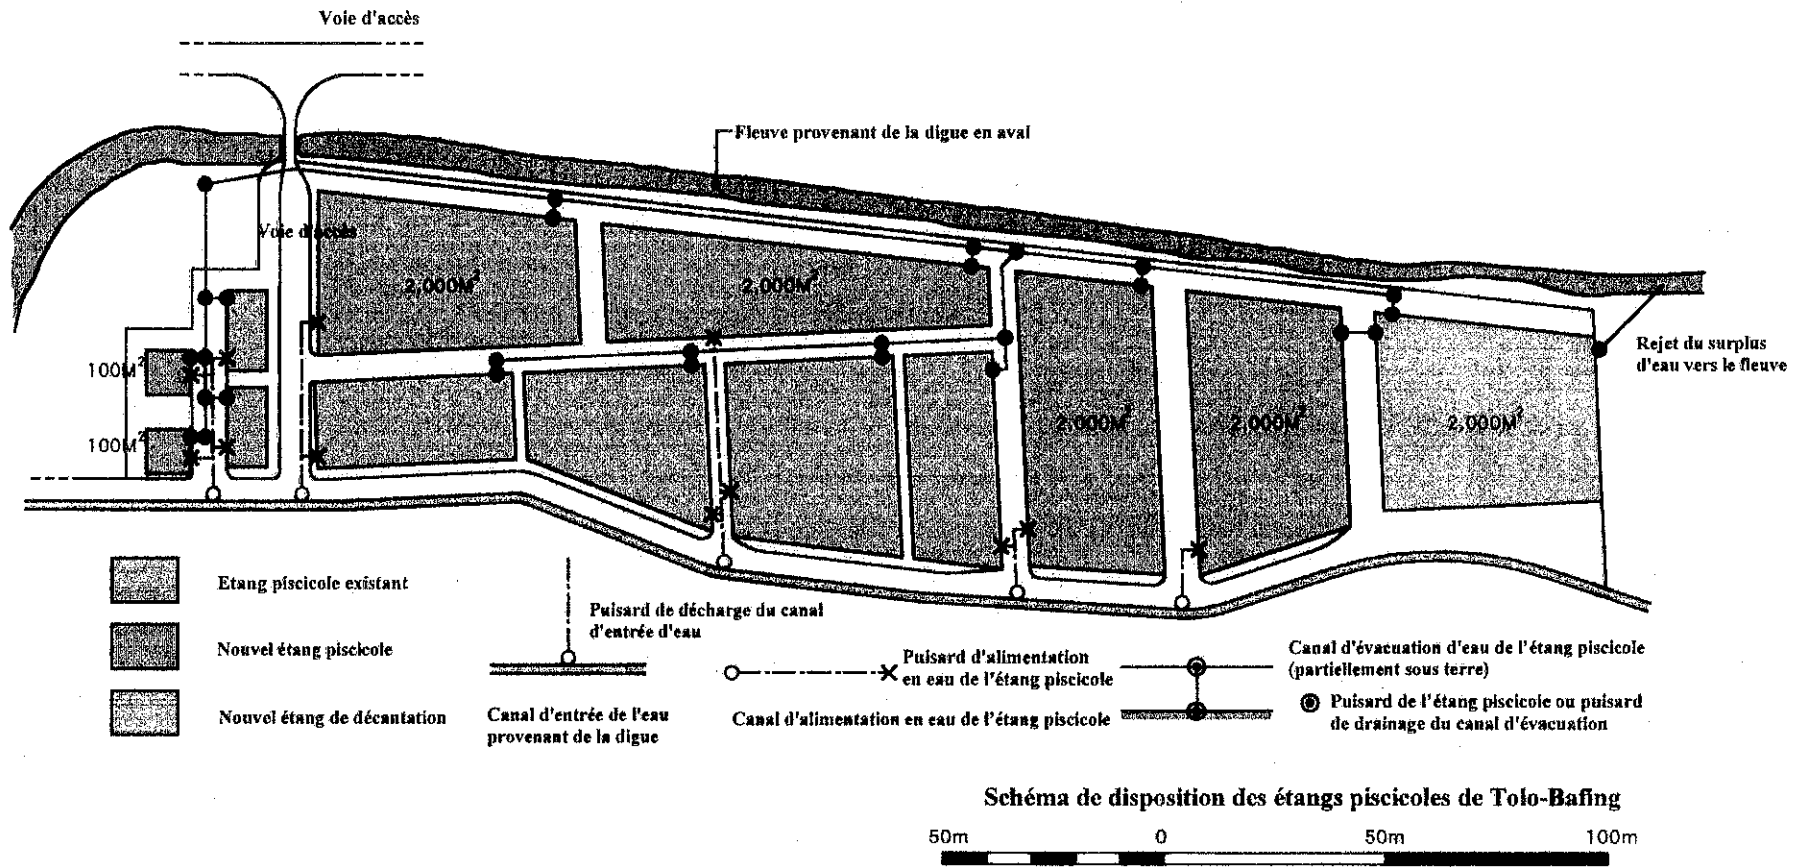 Voie d'accès
Fleuve provenant de la digue en aval
Voie d'accès
2,000M²
2,000M²
Rejet du surplus
d'eau vers le fleuve
100M²
2,000M²
2,000M²
2,000M²
100M²
Etang piscicole existant
Nouvel étang piscicole
Nouvel étang de décantation
Puisard de décharge du canal
d'entrée d'eau
Canal d'entrée de l'eau
provenant de la digue
Puisard d'alimentation
en eau de l'étang piscicole
Canal d'alimentation en eau de l'étang piscicole
Canal d'évacuation d'eau de l'étang piscicole
(partiellement sous terre)
Puisard de l'étang piscicole ou puisard
de drainage du canal d'évacuation
Schéma de disposition des étangs piscicoles de Tolo-Bafing
50m 0 50m 100m